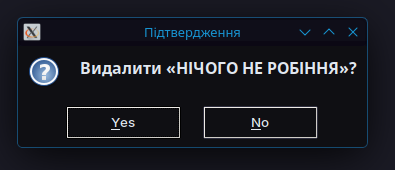 Підтвердження
Видалити «НІЧОГО НЕ РОБІННЯ»?
Yes
No